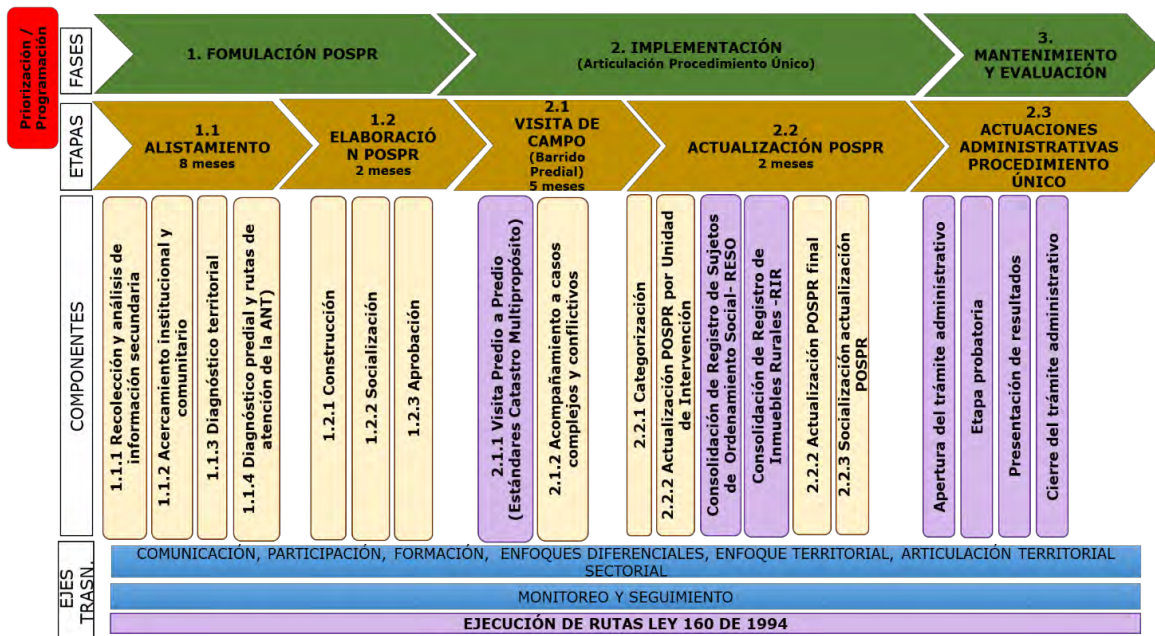 Priorización /
Programación
FASES
1. FOMULACIÓN POSPR
2. IMPLEMENTACIÓN
(Articulación Procedimiento Único)
3.
MANTENIMIENTO
Y EVALUACIÓN
ETAPAS
1.1
ALISTAMIENTO
8 meses
1.2
ELABORACIÓ
N POSPR
2 meses
2.1
VISITA DE
CAMPO
(Barrido
Predial)
5 meses
2.2
ACTUALIZACIÓN POSPR
2 meses
2.3
ACTUACIONES
ADMINISTRATIVAS
PROCEDIMIENTO
ÚNICO
COMPONENTES
1.1.1 Recolección y análisis de
información secundaria
1.1.2 Acercamiento institucional y
comunitario
1.1.3 Diagnóstico territorial
1.1.4 Diagnóstico predial y rutas de
atención de la ANT)
1.2.1 Construcción
1.2.2 Socialización
1.2.3 Aprobación
2.1.1 Visita Predio a Predio
(Estándares Catastro Multipropósito)
2.1.2 Acompañamiento a casos
complejos y conflictivos
2.2.1 Categorización
2.2.2 Actualización POSPR por Unidad
de Intervención
Consolidación de Registro de Sujetos
de Ordenamiento Social- RESO
Consolidación de Registro de
Inmuebles Rurales -RIR
2.2.2 Actualización POSPR final
2.2.3 Socialización actualización
POSPR
Apertura del trámite administrativo
Etapa probatoria
Presentación de resultados
Cierre del trámite administrativo
EJES
TRASN.
COMUNICACIÓN, PARTICIPACIÓN, FORMACIÓN, ENFOQUES DIFERENCIALES, ENFOQUE TERRITORIAL, ARTICULACIÓN TERRITORIAL
SECTORIAL
MONITOREO Y SEGUIMIENTO
EJECUCIÓN DE RUTAS LEY 160 DE 1994